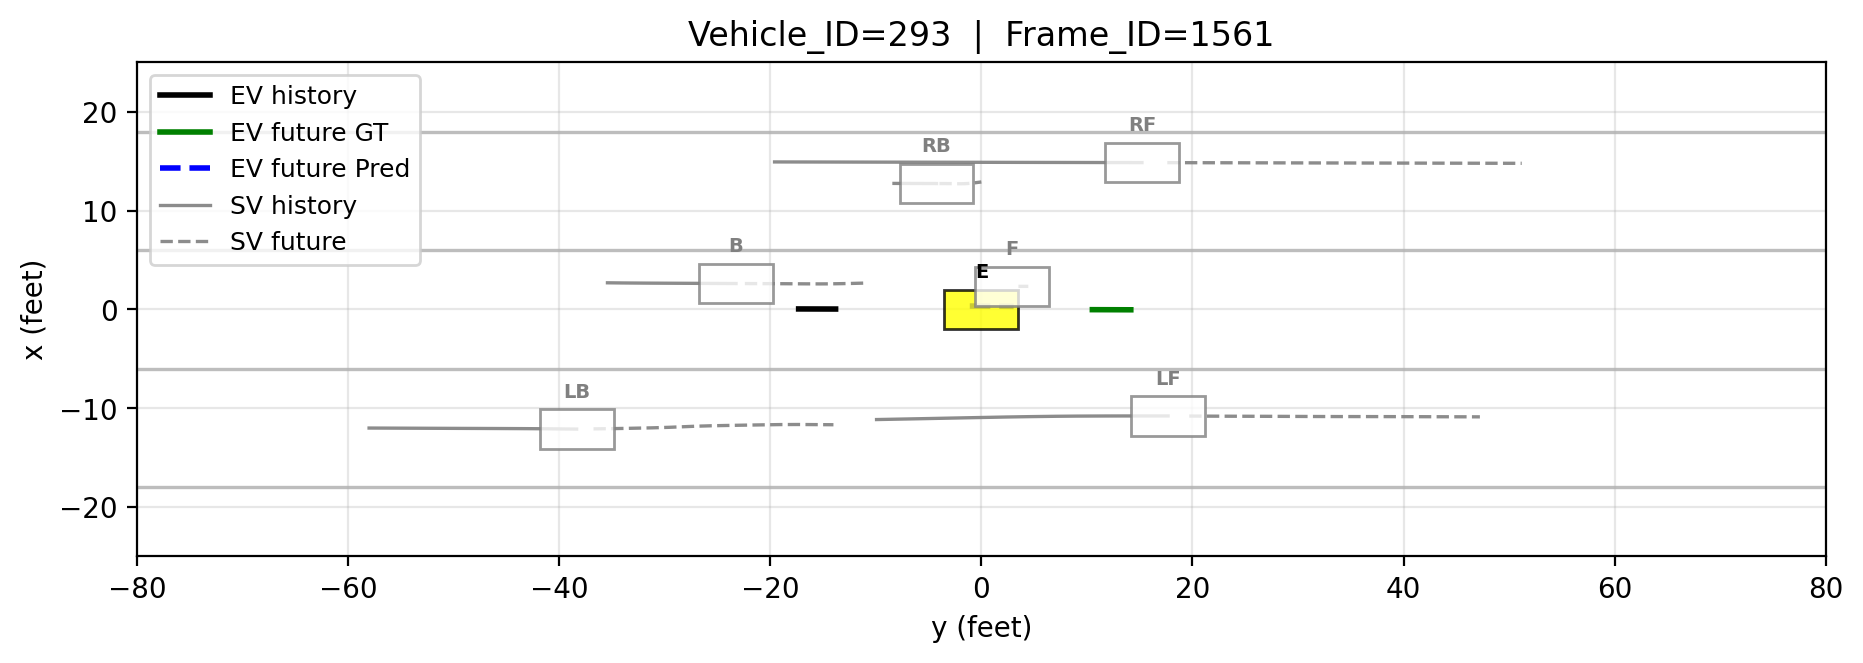 Vehicle_ID=293 | Frame_ID=1561
EV history
EV future GT
EV future Pred
SV history
SV future
RF
RB
B
F
E
LB
LF
20
10
0
−10
−20
x (feet)
−80
−60
−40
−20
0
20
40
60
80
y (feet)